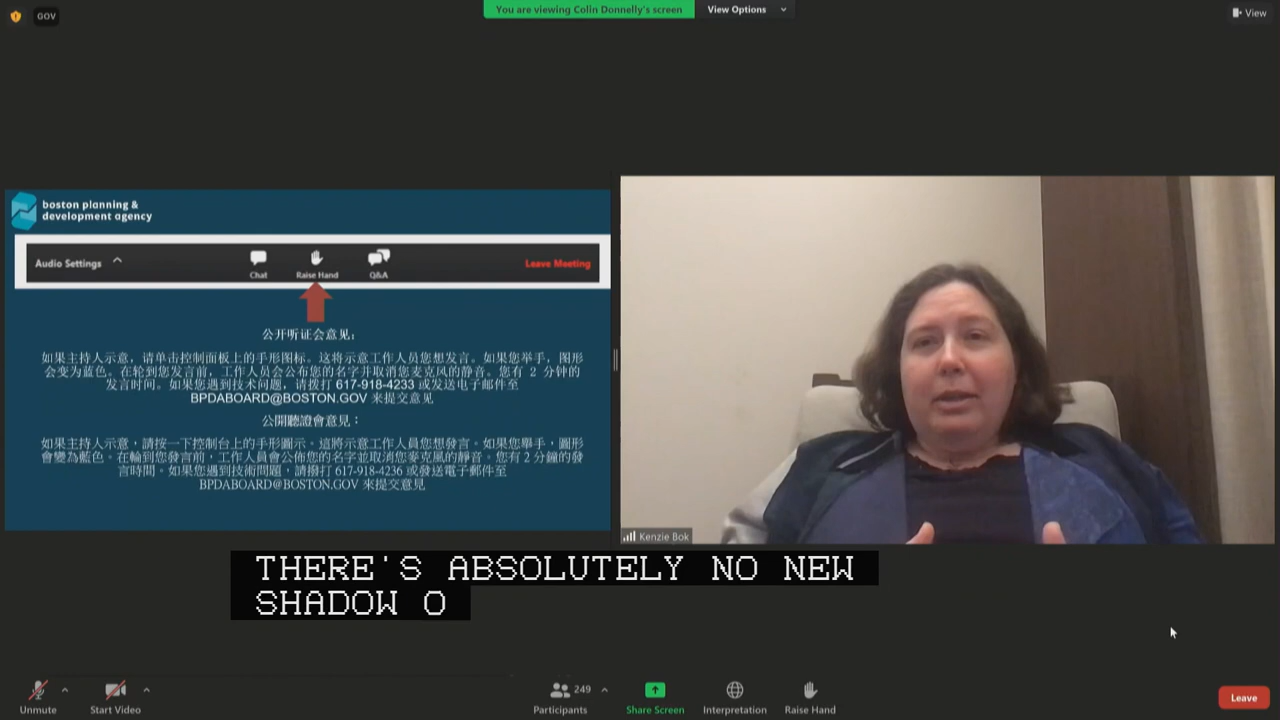 GOV
You are viewing Colin Donnelly's screen
View Options
View
boston planning &
development agency
Audio Settings
Chat
Raise Hand
Q&A
Leave Meeting
公开听证会意见：
如果主持人示意，请单击控制面板上的手形图标。这将示意工作人员您想发言。如果您举手，图形
会变为蓝色。在轮到您发言前，工作人员会公布您的名字并取消您麦克风的静音。您有 2 分钟的
发言时间。如果您遇到技术问题，请拨打 617-918-4233 或发送电子邮件至
BPDABOARD@BOSTON.GOV 来提交意见
公開聽證會意見：
如果主持人示意，請按一下控制台上的手形圖示。這將示意工作人員您想發言。如果您舉手，圖形
會變為藍色。在輪到您發言前，工作人員會公佈您的名字並取消您麥克風的靜音。您有 2 分鐘的發
言時間。如果您遇到技術問題，請撥打 617-918-4236 或發送電子郵件至
BPDABOARD@BOSTON.GOV 來提交意見
Kenzie Bok
THERE'S ABSOLUTELY NO NEW
SHADOW O
Unmute
Start Video
249
Participants
Share Screen
Interpretation
Raise Hand
Leave